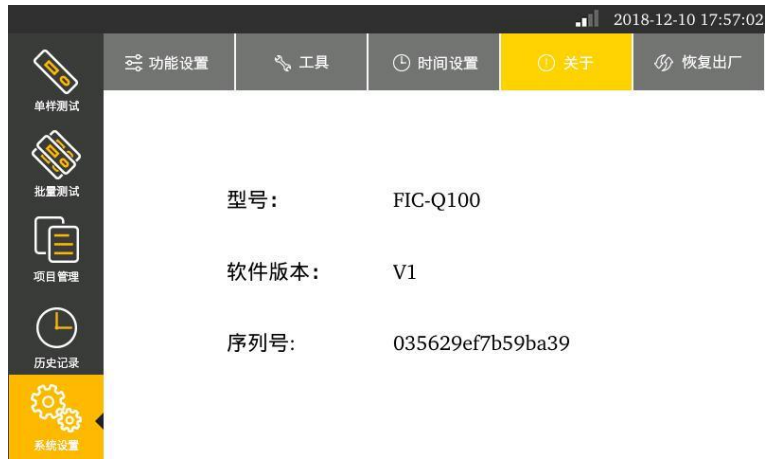 2018-12-10 17:57:02
功能设置 工具 时间设置 关于 恢复出厂
单样测试
批量测试
项目管理
历史记录
系统设置
型号： FIC-Q100
软件版本： V1
序列号: 035629ef7b59ba39